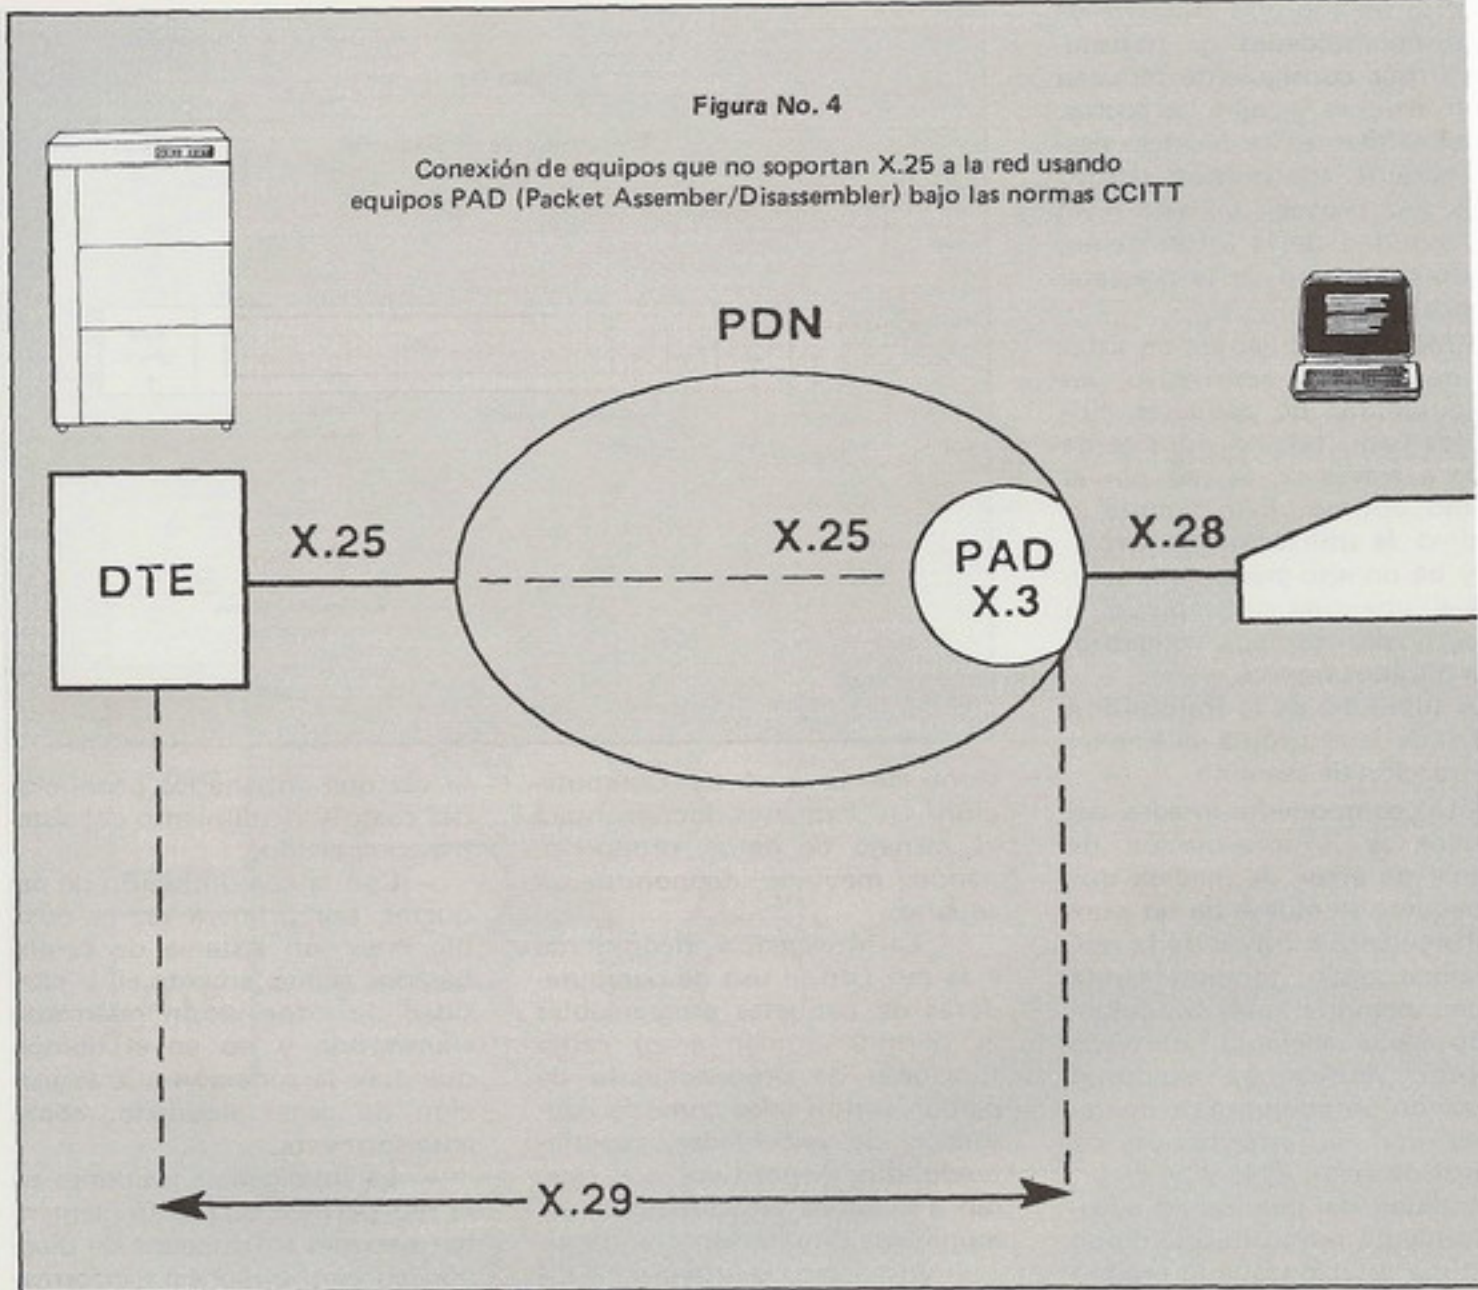 Figura No. 4
Conexión de equipos que no soportan X.25 a la red usando
equipos PAD (Packet Assember/Disassembler) bajo las normas CCITT
PDN
X.25
X.25
X.28
DTE
PAD
X.3
X.29